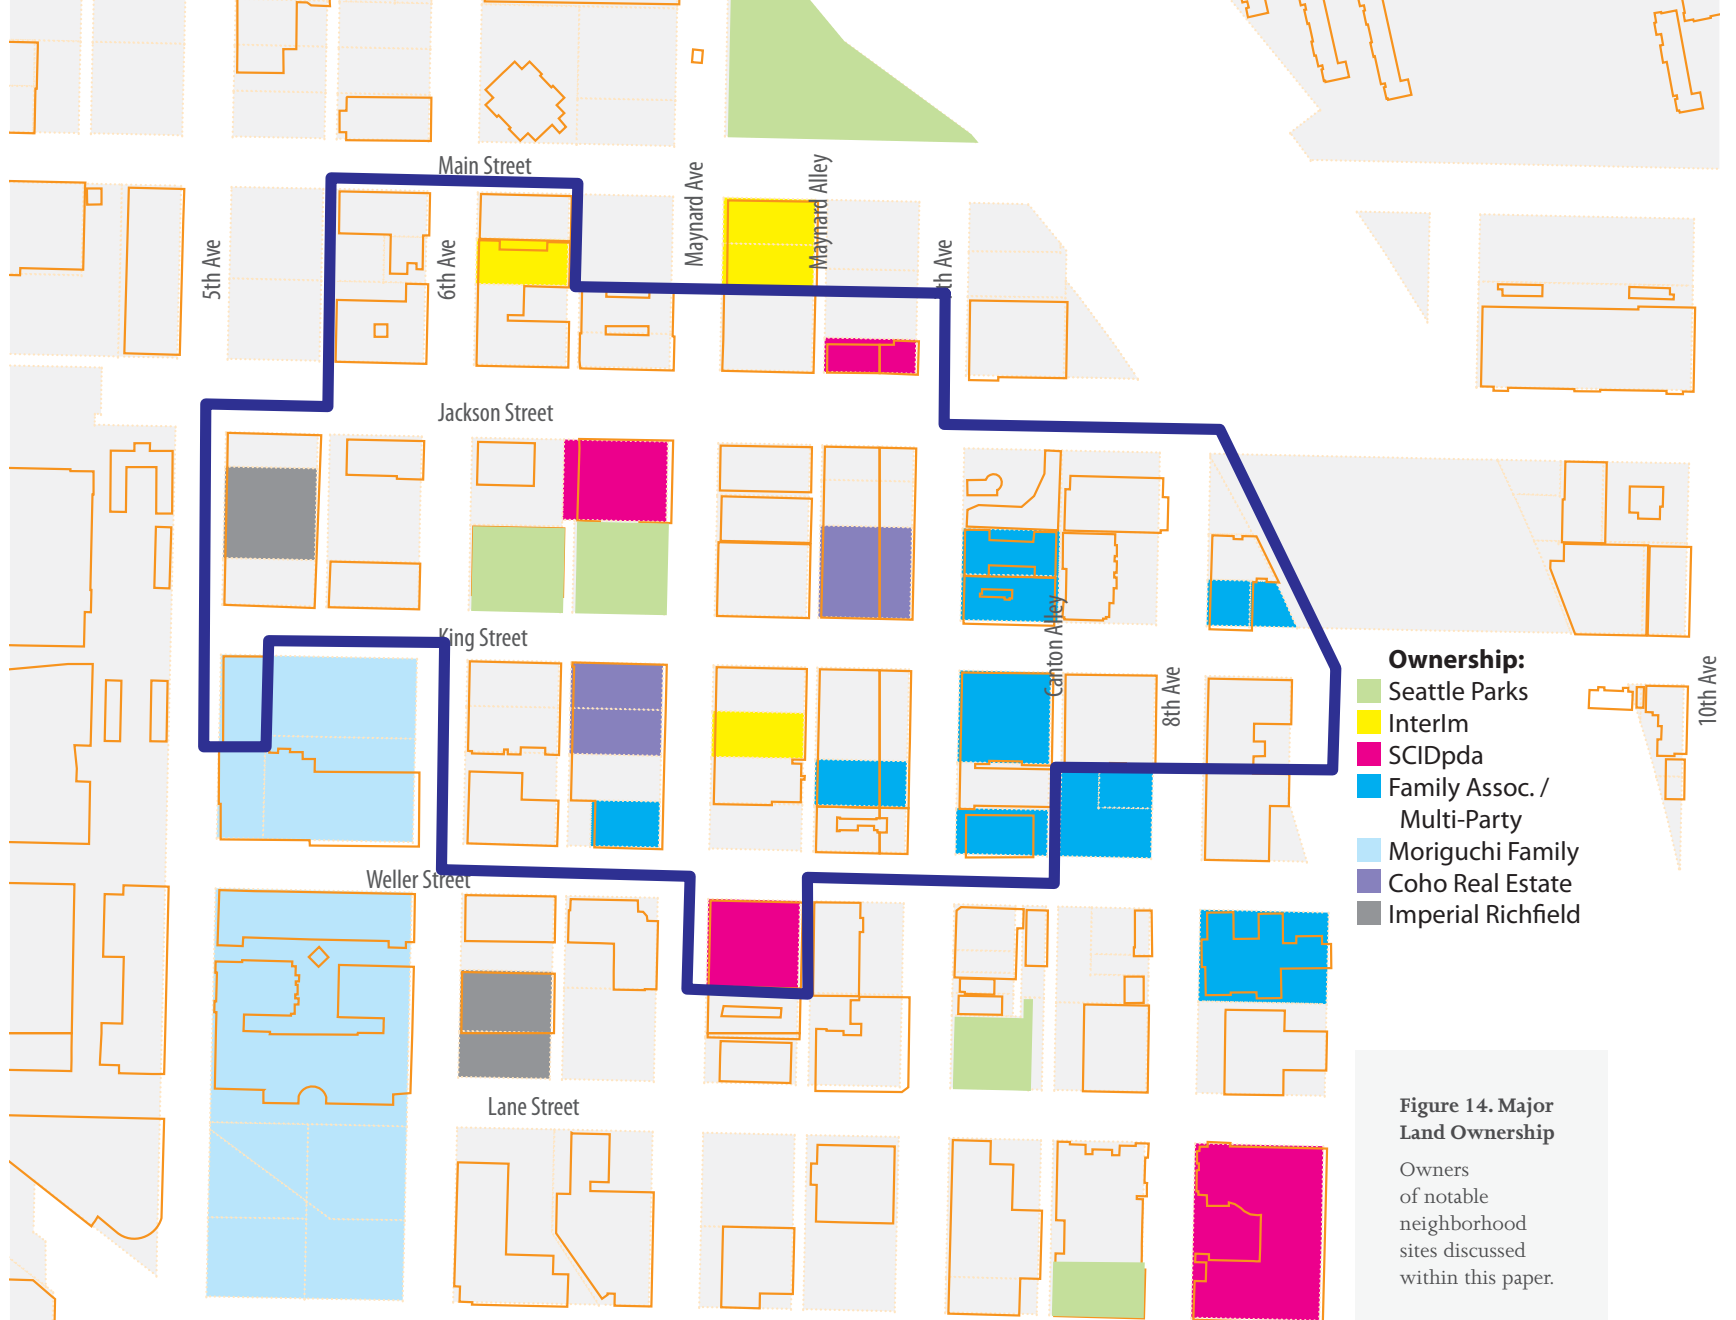 Main Street
Maynard Ave
Maynard Alley
5th Ave
6th Ave
th Ave
Jackson Street
King Street
Canton Alley
8th Ave
10th Ave
Weller Street
Lane Street
Ownership:
Seattle Parks
InterIm
SCIDpda
Family Assoc. /
Multi-Party
Moriguchi Family
Coho Real Estate
Imperial Richfield
Figure 14. Major
Land Ownership
Owners
of notable
neighborhood
sites discussed
within this paper.